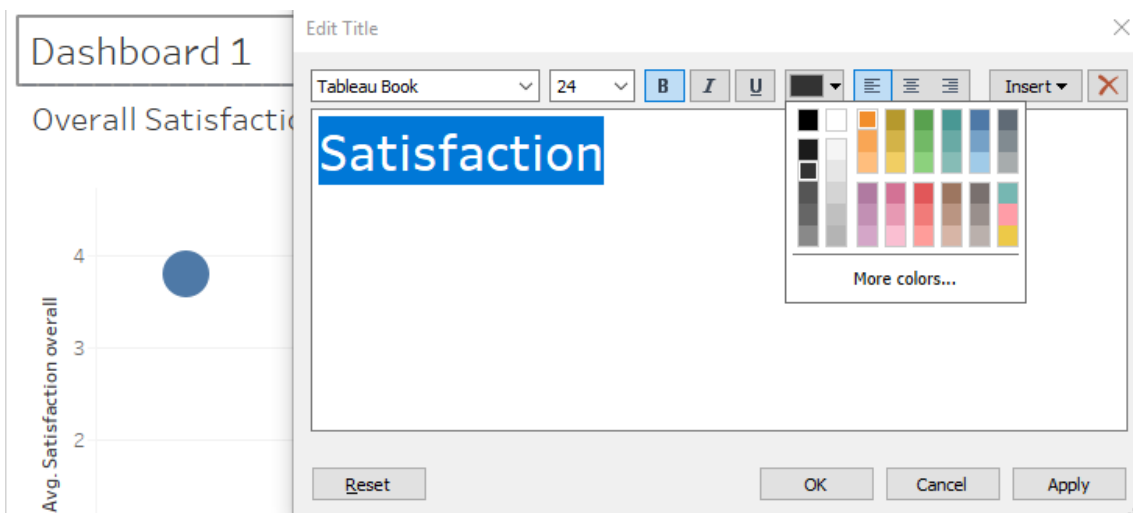 Dashboard 1
Overall Satisfactio
4
3
2
Avg. Satisfaction overall
Edit Title
Tableau Book 24 B I U Insert
Satisfaction
More colors...
Reset OK Cancel Apply